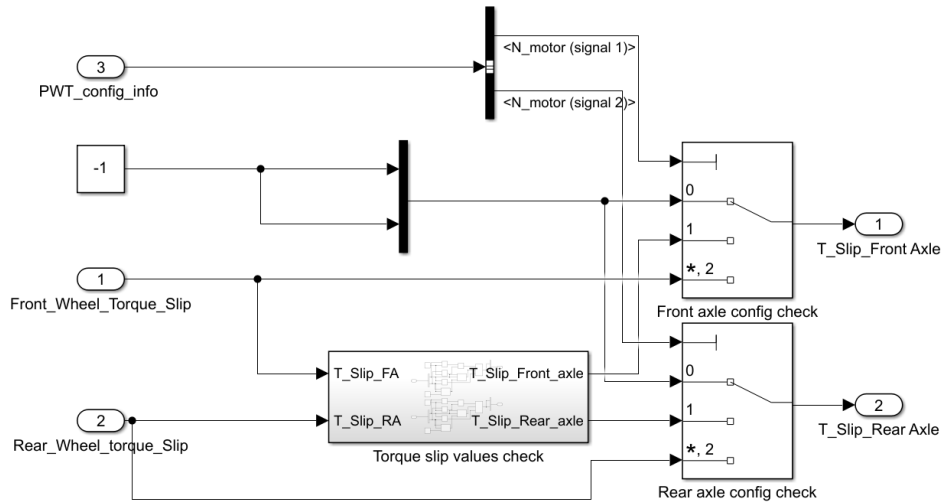 <N_motor (signal 1)>
3
PWT_config_info
<N_motor (signal 2)>
-1
0
1
*, 2
1
T_Slip_Front Axle
1
Front_Wheel_Torque_Slip
Front axle config check
T_Slip_FA
T_Slip_Front_axle
T_Slip_RA
T_Slip_Rear_axle
Torque slip values check
2
Rear_Wheel_torque_Slip
0
1
*, 2
2
T_Slip_Rear Axle
Rear axle config check